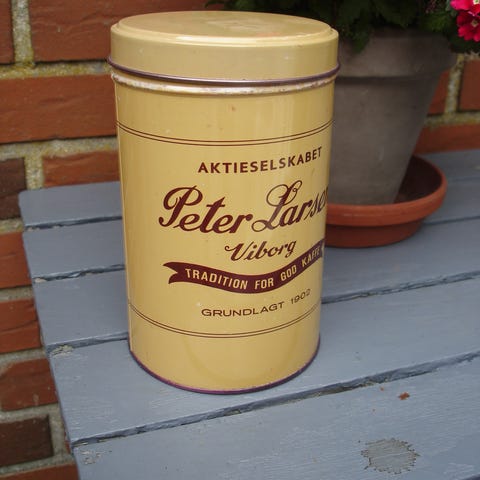 AKTIESELSKABET
Peter Larsen
Viborg
TRADITION FOR GOD KAFFE
GRUNDLAGT 1902